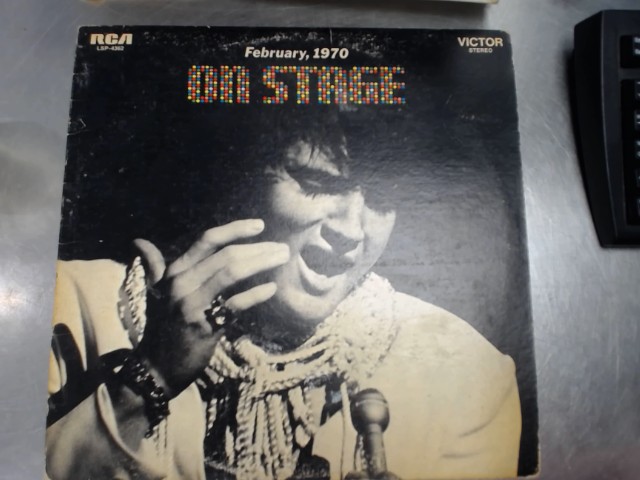 RCA
LSP-4362
February, 1970
ON STAGE
VICTOR
STEREO